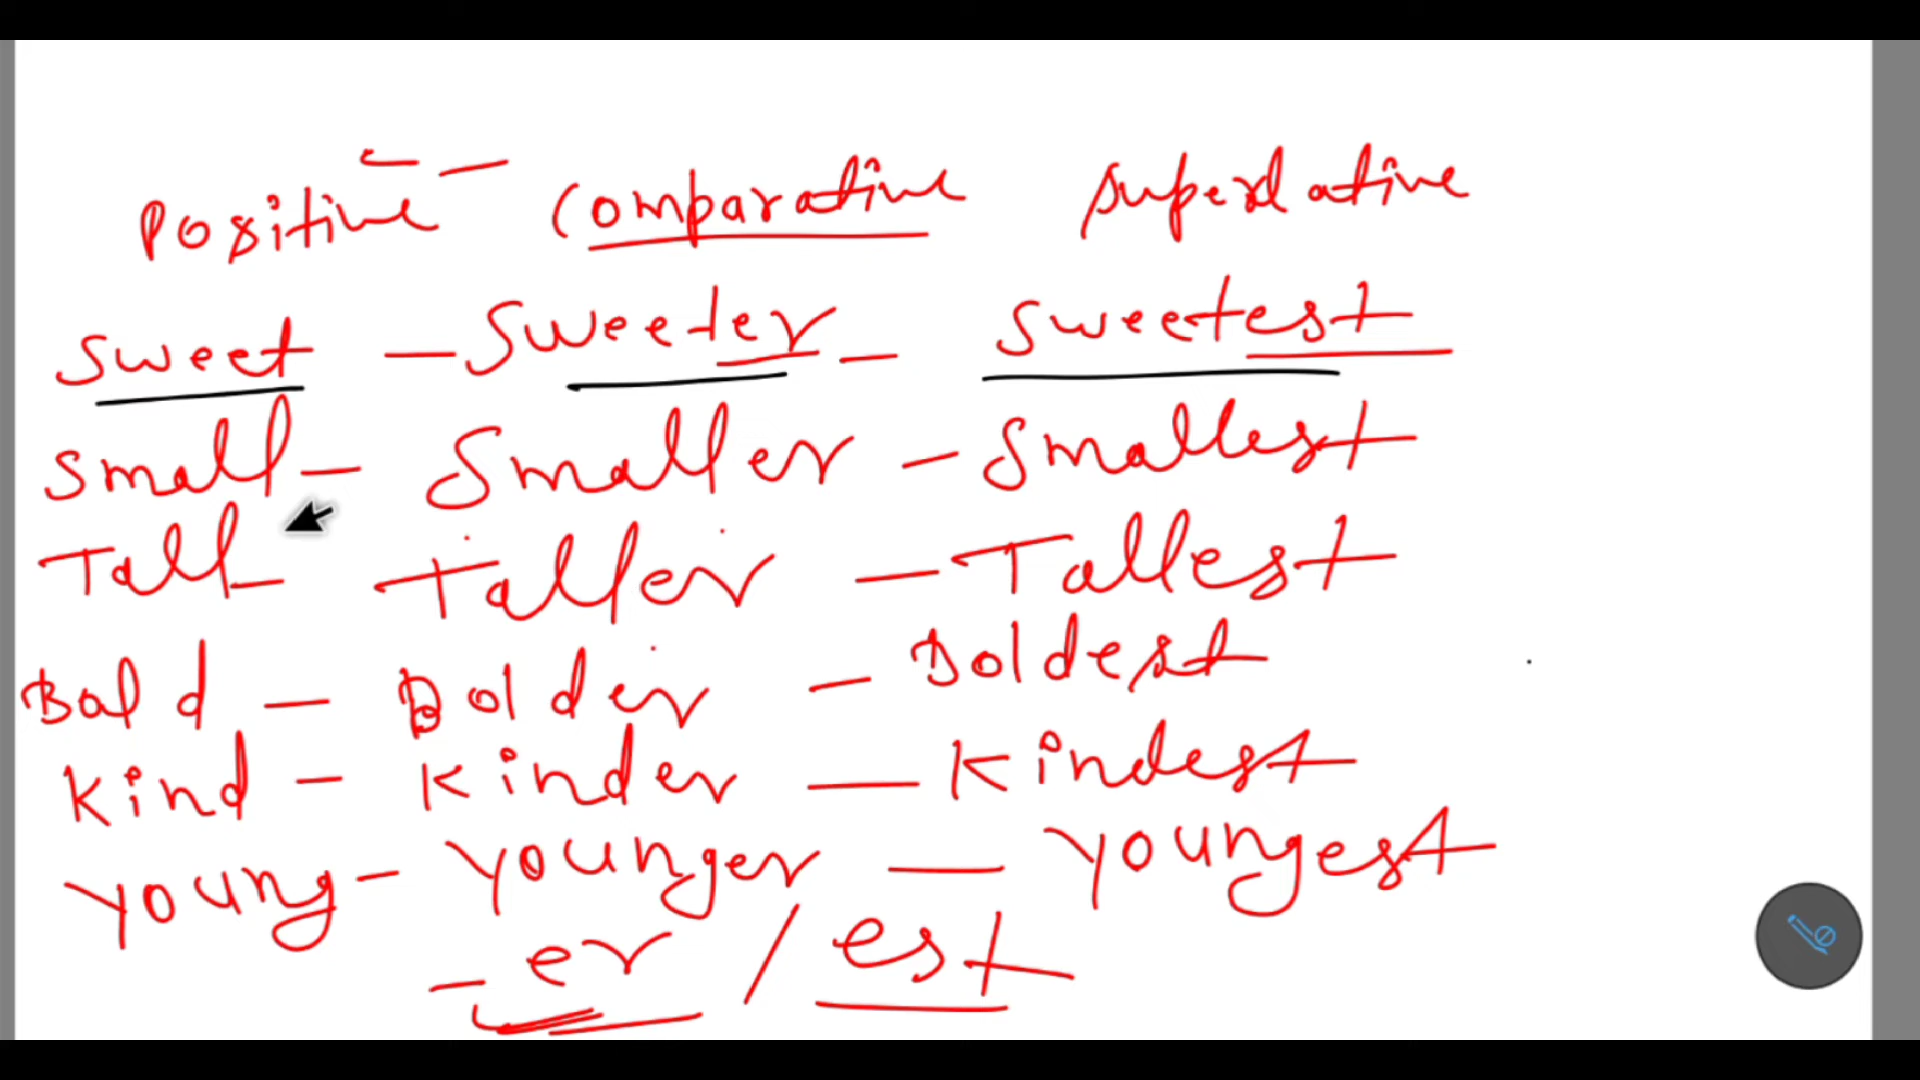 Positive - Comparative Superlative
Sweet - Sweeter - Sweetest
Small - Smaller - Smallest
Tall - Taller - Tallest
Bold - Bolder - Boldest
Kind - Kinder - Kindest
Young - Younger - Youngest
- er / est